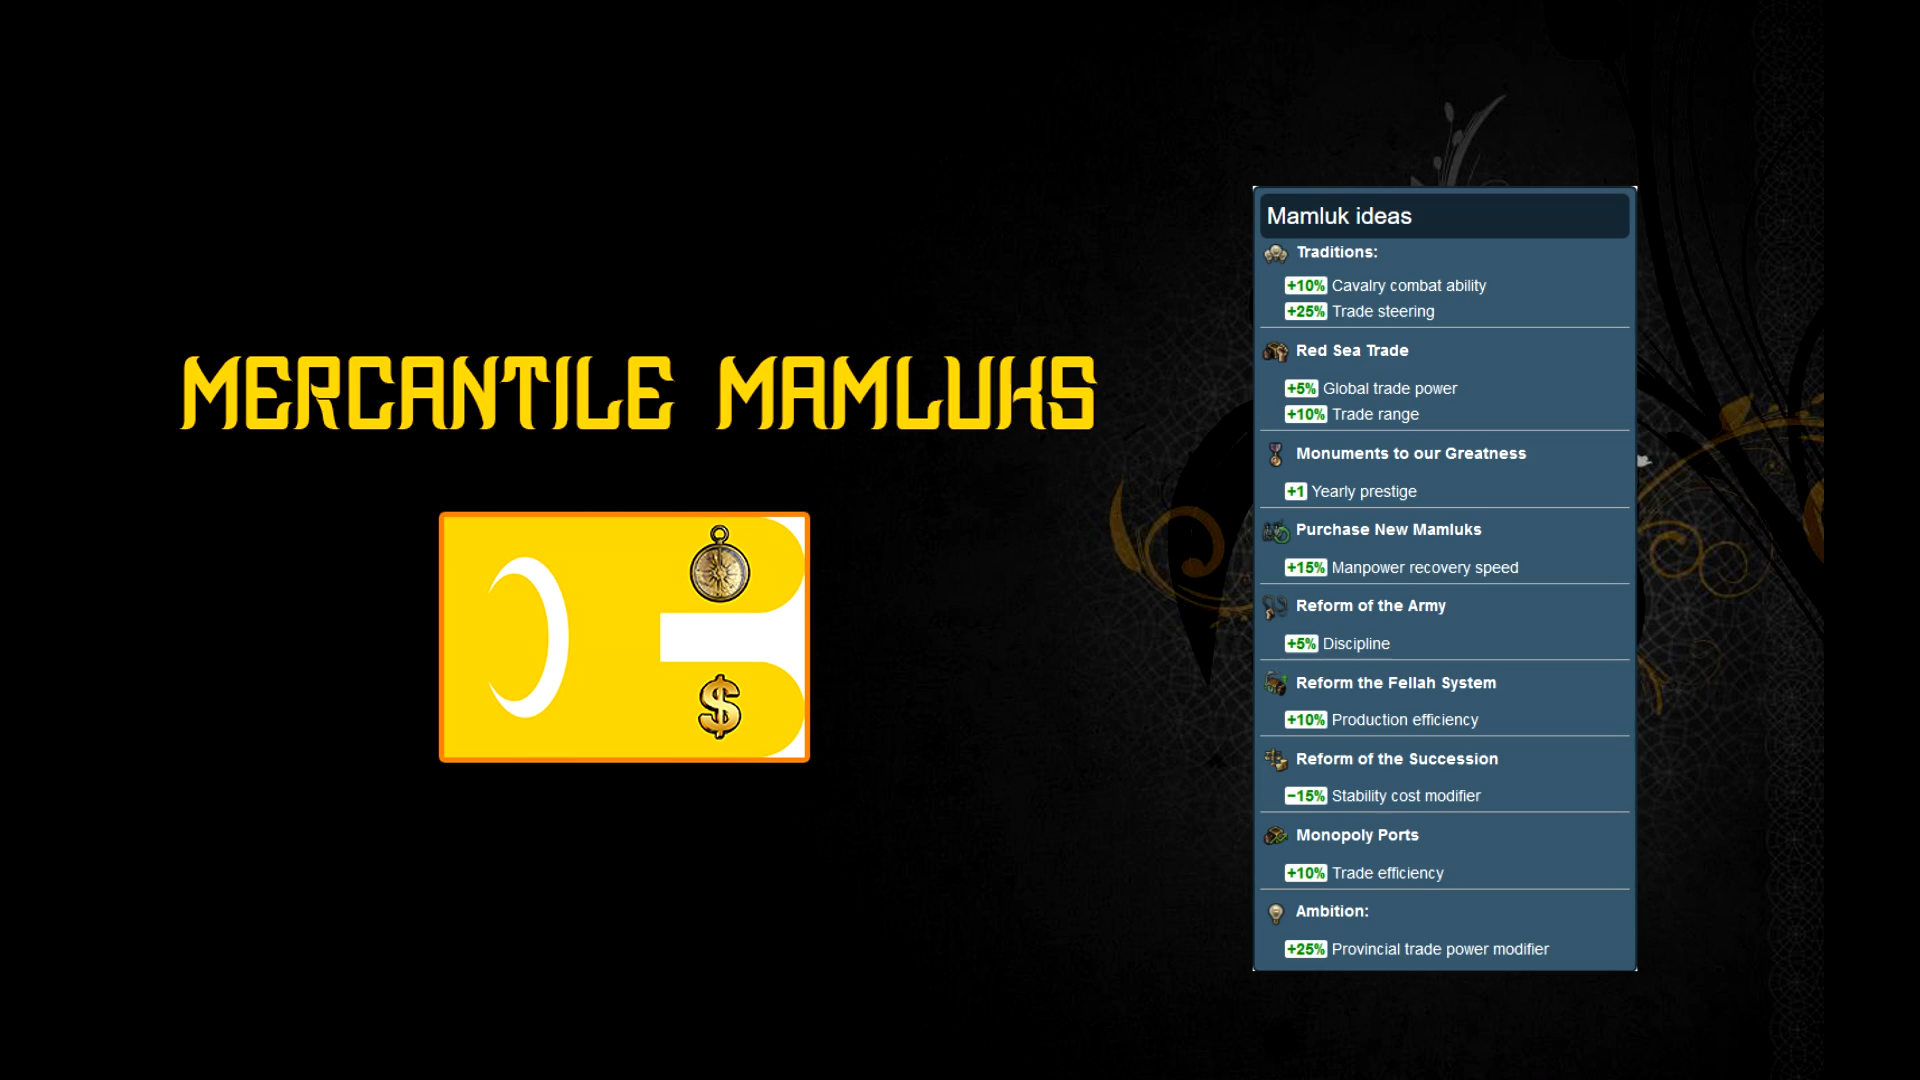 MERCANTILE MAMLUKS
$
Mamluk ideas
Traditions:
+10% Cavalry combat ability
+25% Trade steering
Red Sea Trade
+5% Global trade power
+10% Trade range
Monuments to our Greatness
+1 Yearly prestige
Purchase New Mamluks
+15% Manpower recovery speed
Reform of the Army
+5% Discipline
Reform the Fellah System
+10% Production efficiency
Reform of the Succession
−15% Stability cost modifier
Monopoly Ports
+10% Trade efficiency
Ambition:
+25% Provincial trade power modifier